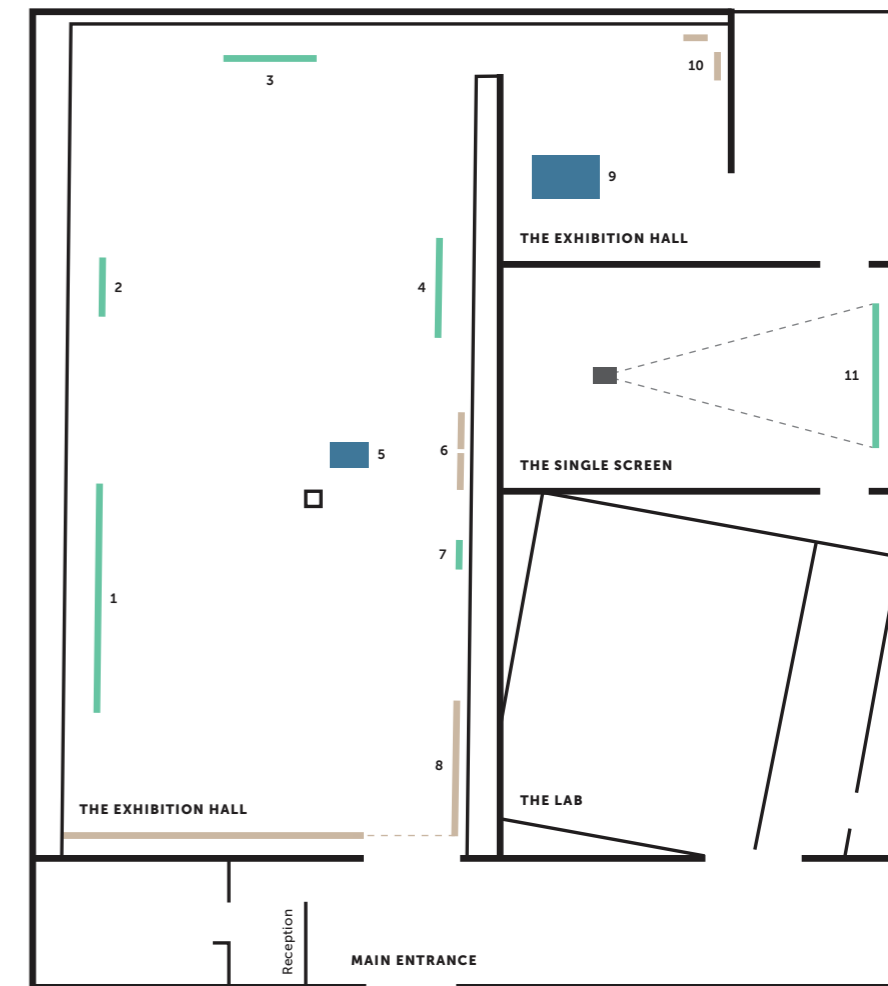 3
10
9
THE EXHIBITION HALL
2
4
11
5
6
THE SINGLE SCREEN
7
1
8
THE EXHIBITION HALL
THE LAB
Reception
MAIN ENTRANCE